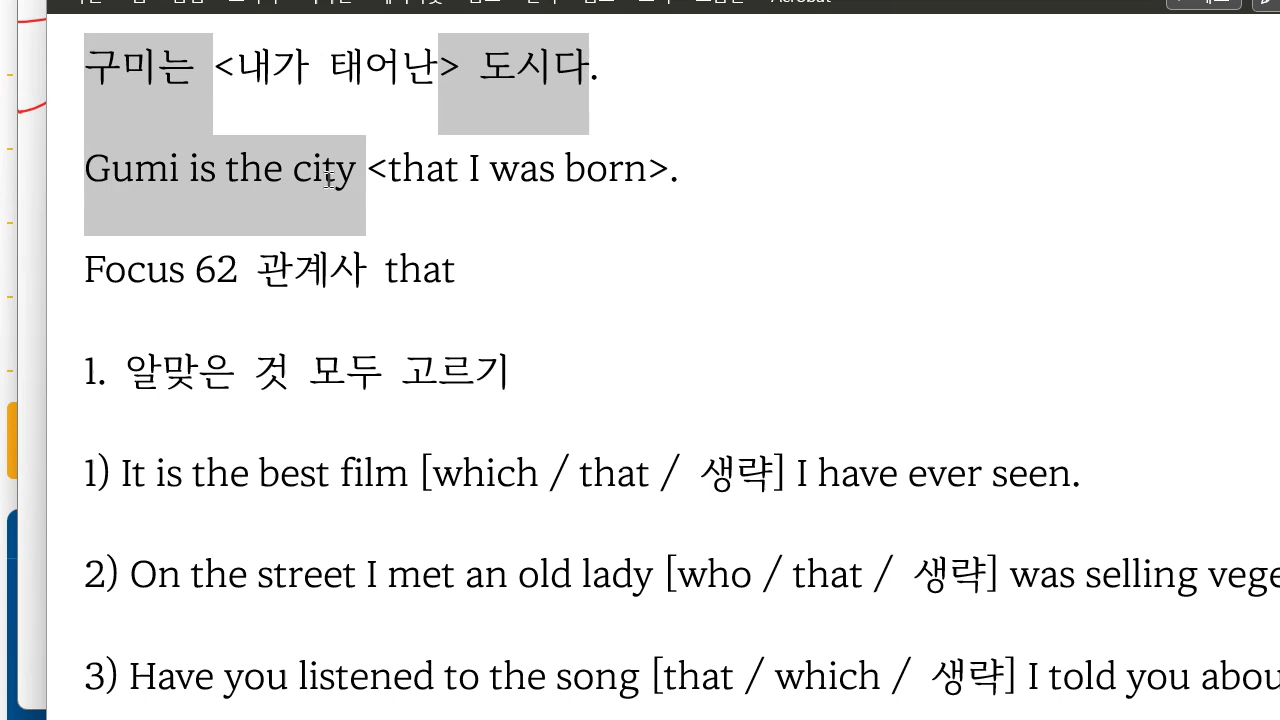 구미는 <내가 태어난> 도시다.
Gumi is the city <that I was born>.
Focus 62 관계사 that
1. 알맞은 것 모두 고르기
1) It is the best film [which / that / 생략] I have ever seen.
2) On the street I met an old lady [who / that / 생략] was selling vege
3) Have you listened to the song [that / which / 생략] I told you abou